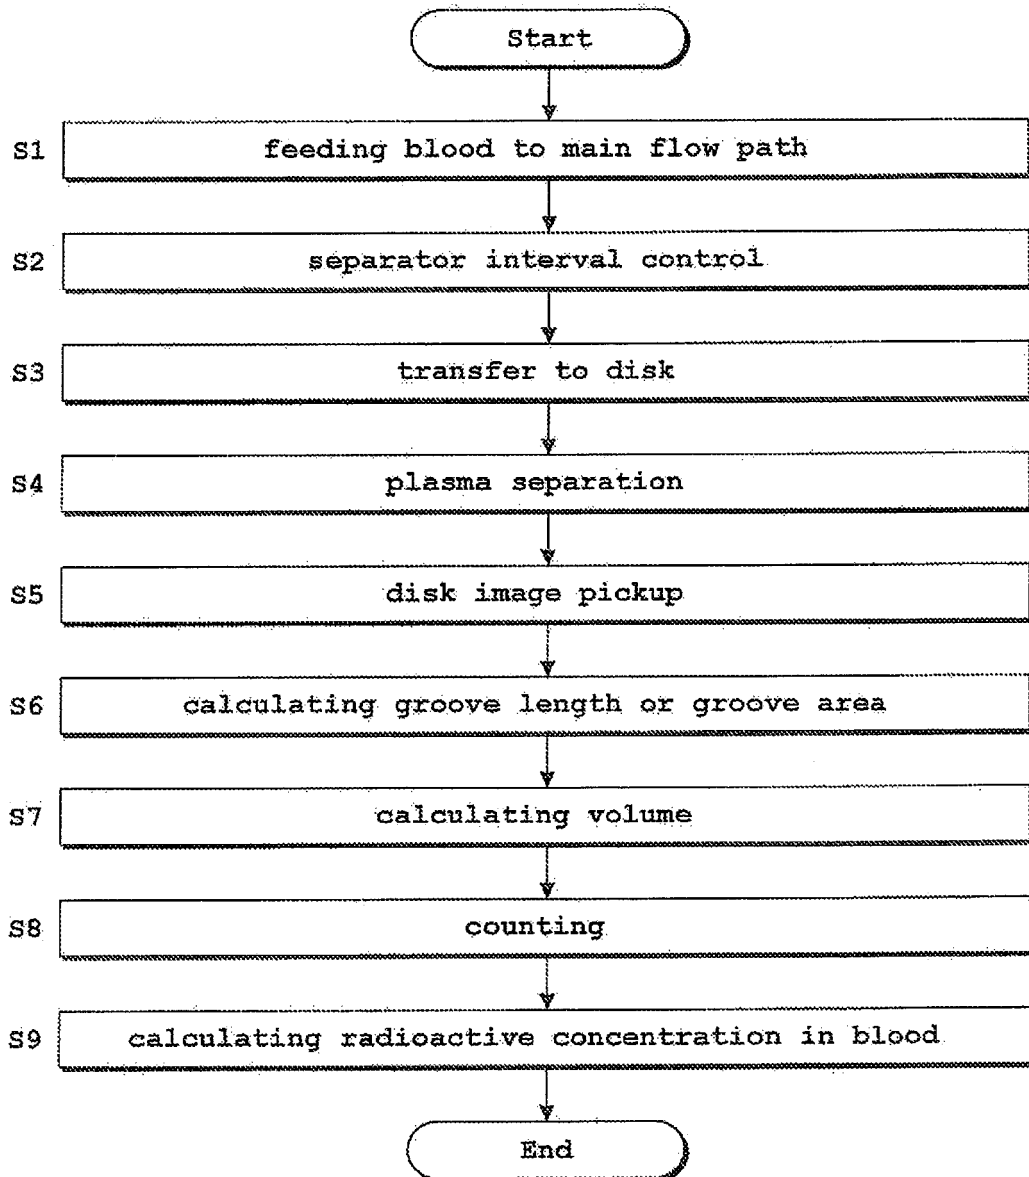 Start
S1 feeding blood to main flow path
S2 separator interval control
S3 transfer to disk
S4 plasma separation
S5 disk image pickup
S6 calculating groove length or groove area
S7 calculating volume
S8 counting
S9 calculating radioactive concentration in blood
End